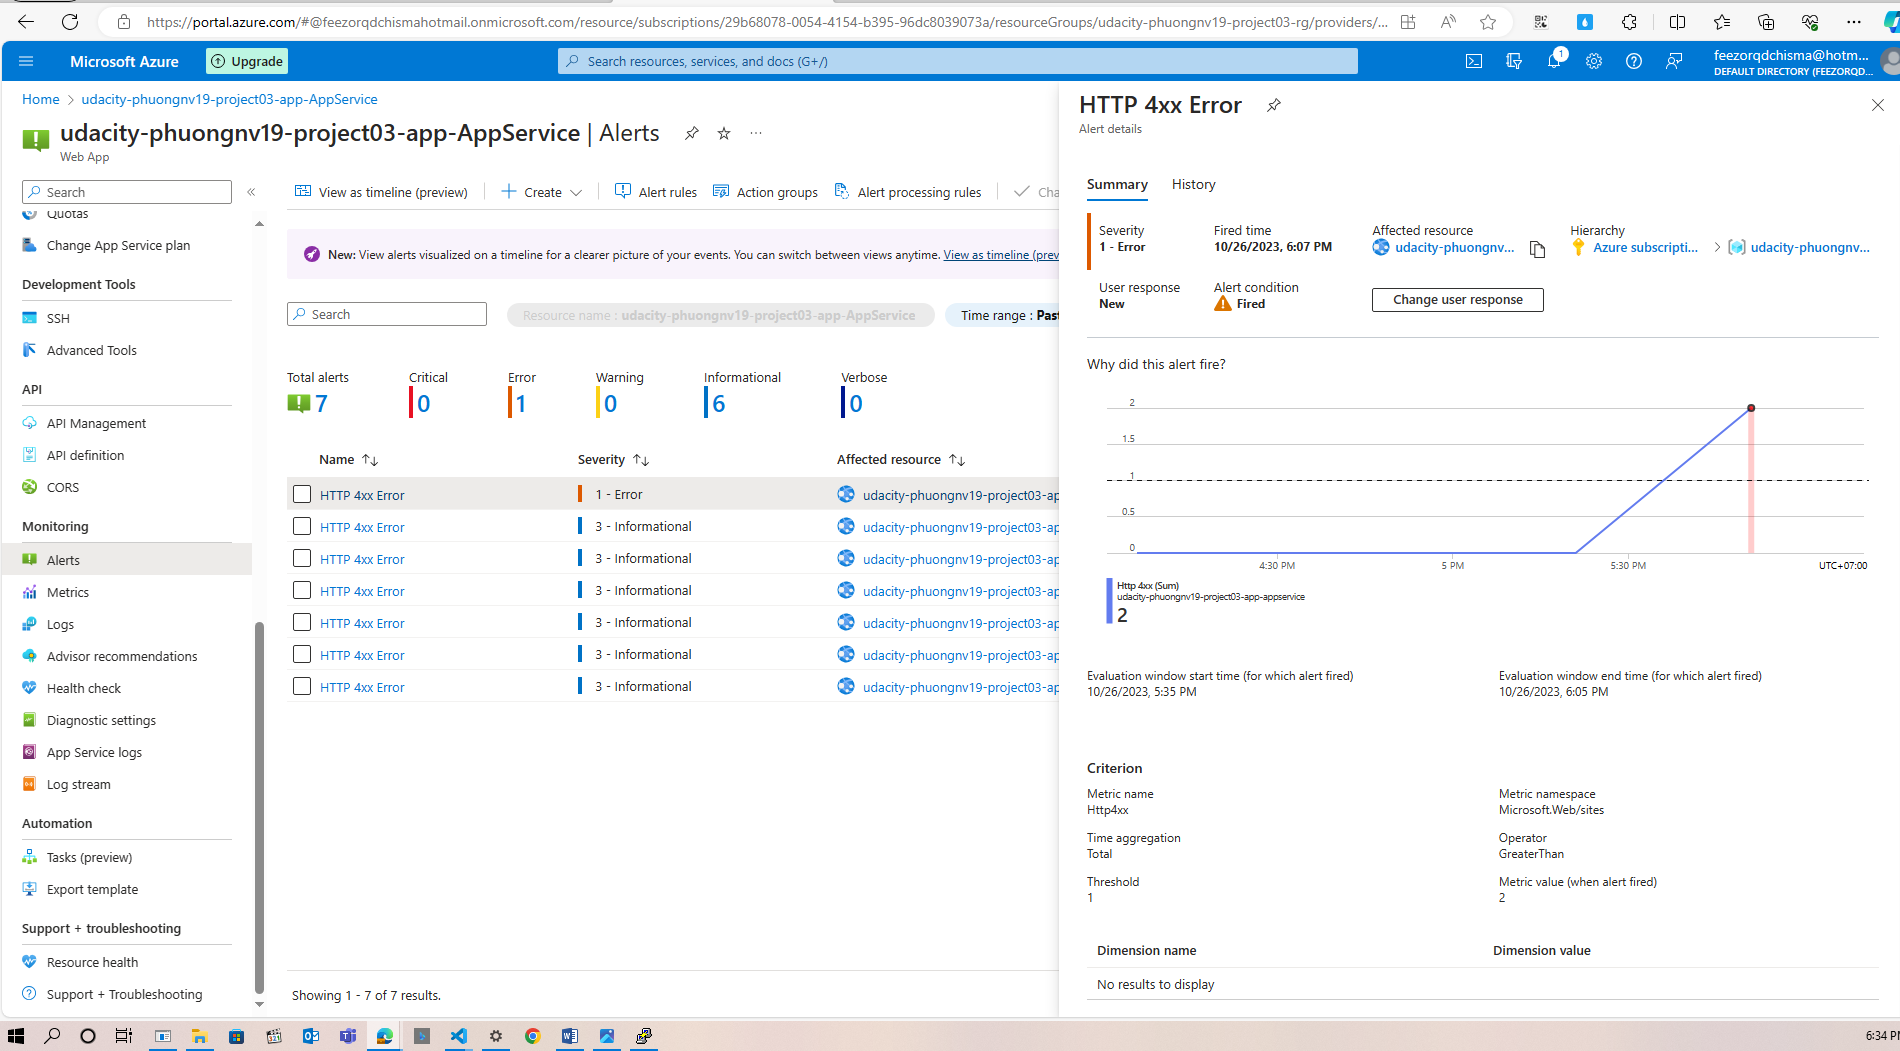 https://portal.azure.com/#@feezorqdchismahotmail.onmicrosoft.com/resource/subscriptions/29b68078-0054-4154-b395-96dc8039073a/resourceGroups/udacity-phuongnv19-project03-rg/providers/...
Microsoft Azure
Upgrade
Search resources, services, and docs (G+/)
1
feezorqdchisma@hotm...
DEFAULT DIRECTORY (FEEZORQD...
Home > udacity-phuongnv19-project03-app-AppService
udacity-phuongnv19-project03-app-AppService | Alerts
Web App
Search
Quotas
Change App Service plan
Development Tools
SSH
Advanced Tools
API
API Management
API definition
CORS
Monitoring
Alerts
Metrics
Logs
Advisor recommendations
Health check
Diagnostic settings
App Service logs
Log stream
Automation
Tasks (preview)
Export template
Support + troubleshooting
Resource health
Support + Troubleshooting
View as timeline (preview) Create Alert rules Action groups Alert processing rules Cha
New: View alerts visualized on a timeline for a clearer picture of your events. You can switch between views anytime. View as timeline (prev
Search
Resource name : udacity-phuongnv19-project03-app-AppService
Time range : Past
Total alerts Critical Error Warning Informational Verbose
7 0 1 0 6 0
Name Severity Affected resource
HTTP 4xx Error 1 - Error udacity-phuongnv19-project03-ap
HTTP 4xx Error 3 - Informational udacity-phuongnv19-project03-ap
HTTP 4xx Error 3 - Informational udacity-phuongnv19-project03-ap
HTTP 4xx Error 3 - Informational udacity-phuongnv19-project03-ap
HTTP 4xx Error 3 - Informational udacity-phuongnv19-project03-ap
HTTP 4xx Error 3 - Informational udacity-phuongnv19-project03-ap
HTTP 4xx Error 3 - Informational udacity-phuongnv19-project03-ap
Showing 1 - 7 of 7 results.
HTTP 4xx Error
Alert details
Summary History
Severity Fired time Affected resource Hierarchy
1 - Error 10/26/2023, 6:07 PM udacity-phuongnv... Azure subscripti... > udacity-phuongnv...
User response Alert condition
New Fired
Change user response
Why did this alert fire?
2
1.5
1
0.5
0
4:30 PM 5 PM 5:30 PM UTC+07:00
Http 4xx (Sum)
udacity-phuongnv19-project03-app-appservice
2
Evaluation window start time (for which alert fired) Evaluation window end time (for which alert fired)
10/26/2023, 5:35 PM 10/26/2023, 6:05 PM
Criterion
Metric name Metric namespace
Http4xx Microsoft.Web/sites
Time aggregation Operator
Total GreaterThan
Threshold Metric value (when alert fired)
1 2
Dimension name Dimension value
No results to display
6:34 PM